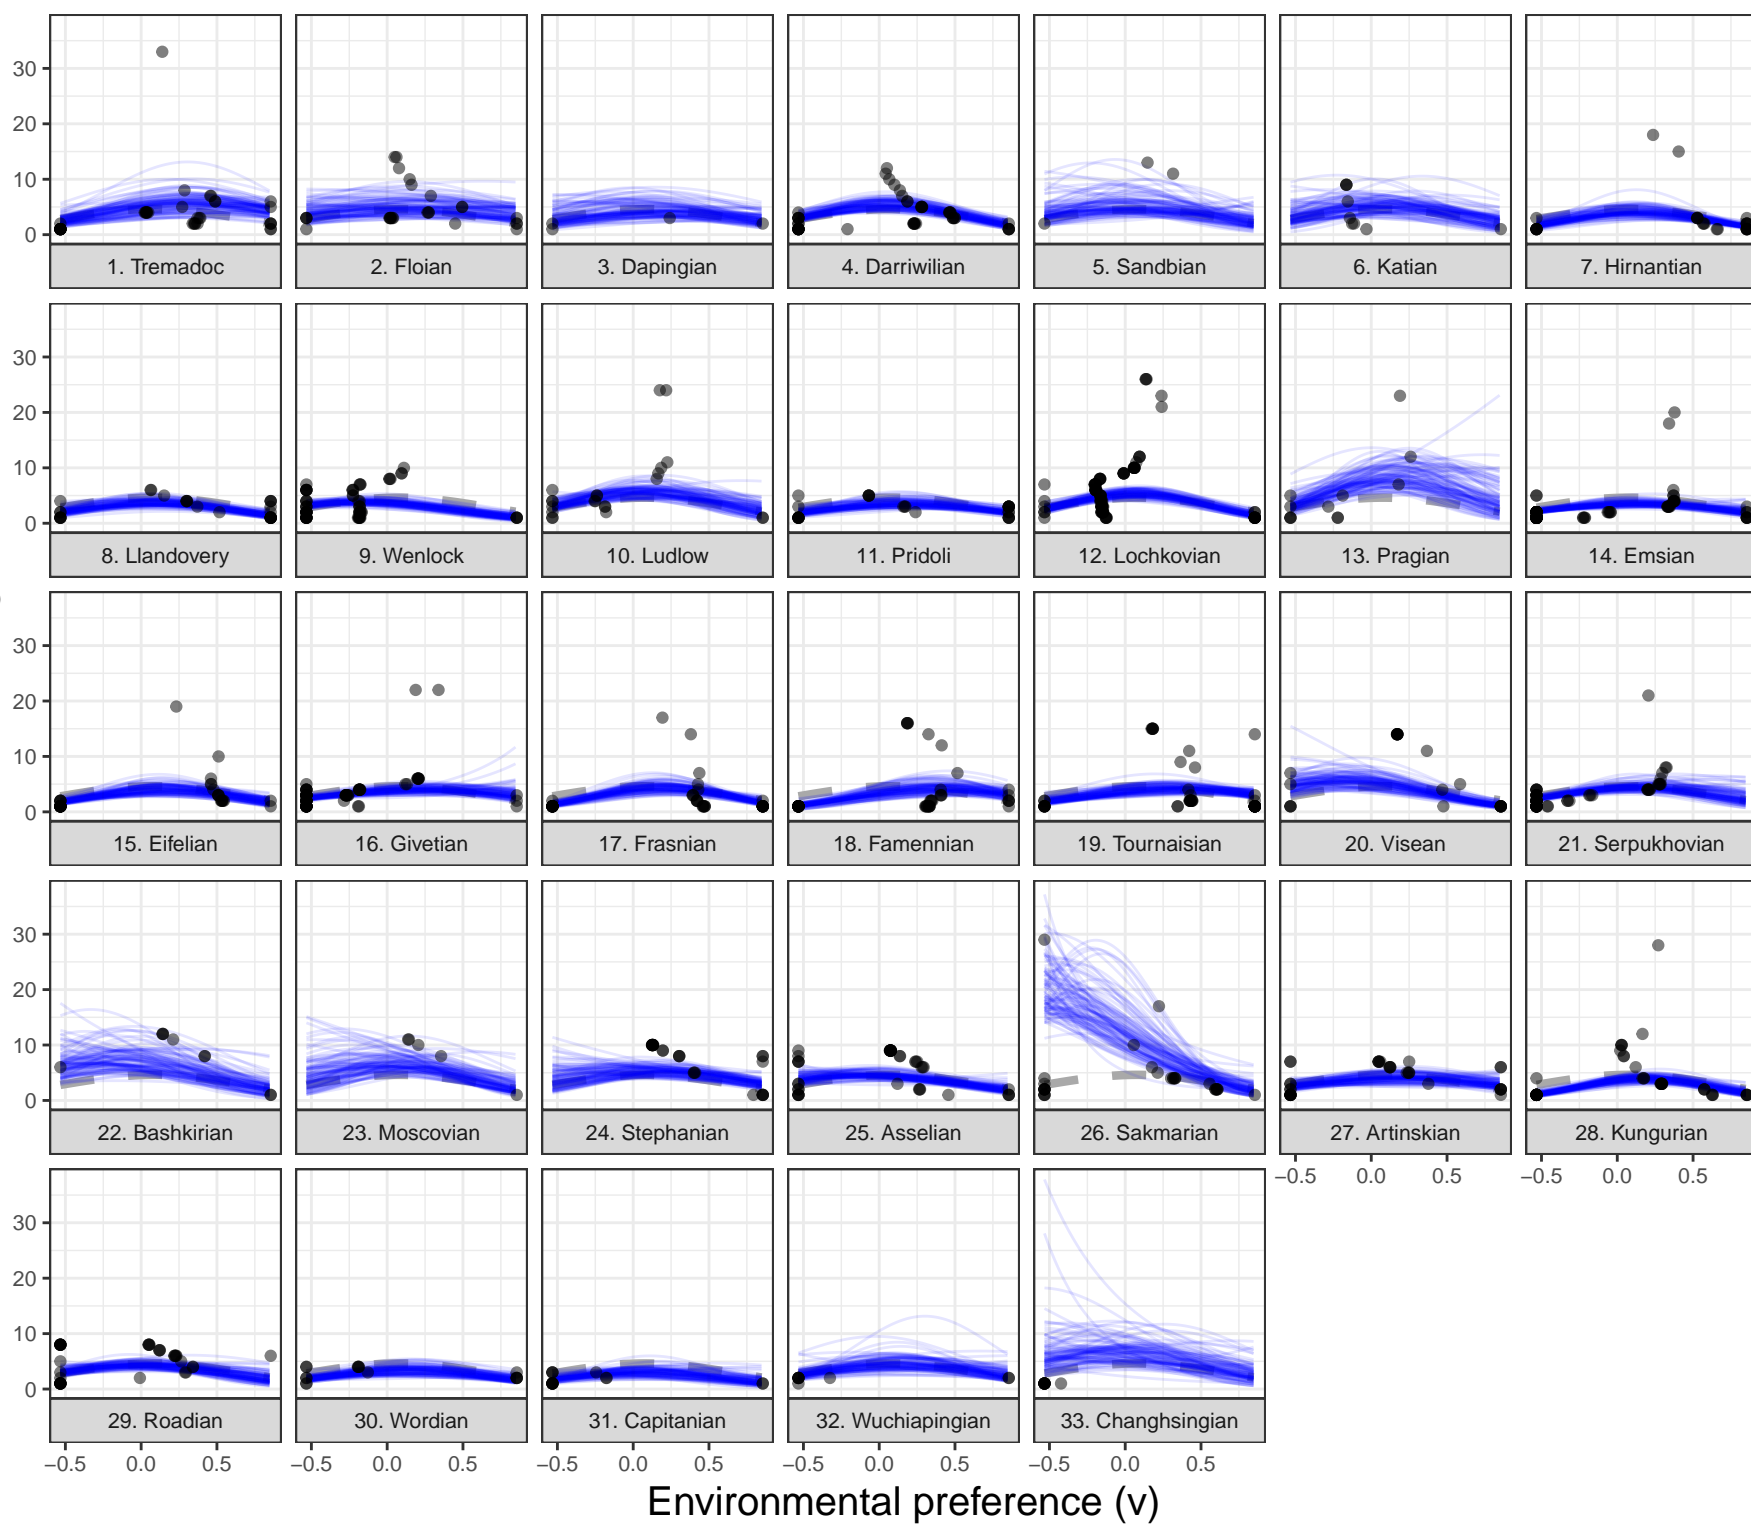 30
20
10
0
1. Tremadoc
2. Floian
3. Dapingian
4. Darriwilian
5. Sandbian
6. Katian
7. Hirnantian
30
20
10
0
8. Llandovery
9. Wenlock
10. Ludlow
11. Pridoli
12. Lochkovian
13. Pragian
14. Emsian
30
20
10
0
15. Eifelian
16. Givetian
17. Frasnian
18. Famennian
19. Tournaisian
20. Visean
21. Serpukhovian
30
20
10
0
22. Bashkirian
23. Moscovian
24. Stephanian
25. Asselian
26. Sakmarian
27. Artinskian
28. Kungurian
−0.5 0.0 0.5
−0.5 0.0 0.5
30
20
10
0
29. Roadian
30. Wordian
31. Capitanian
32. Wuchiapingian
33. Changhsingian
−0.5 0.0 0.5
−0.5 0.0 0.5
−0.5 0.0 0.5
−0.5 0.0 0.5
−0.5 0.0 0.5
Environmental preference (v)